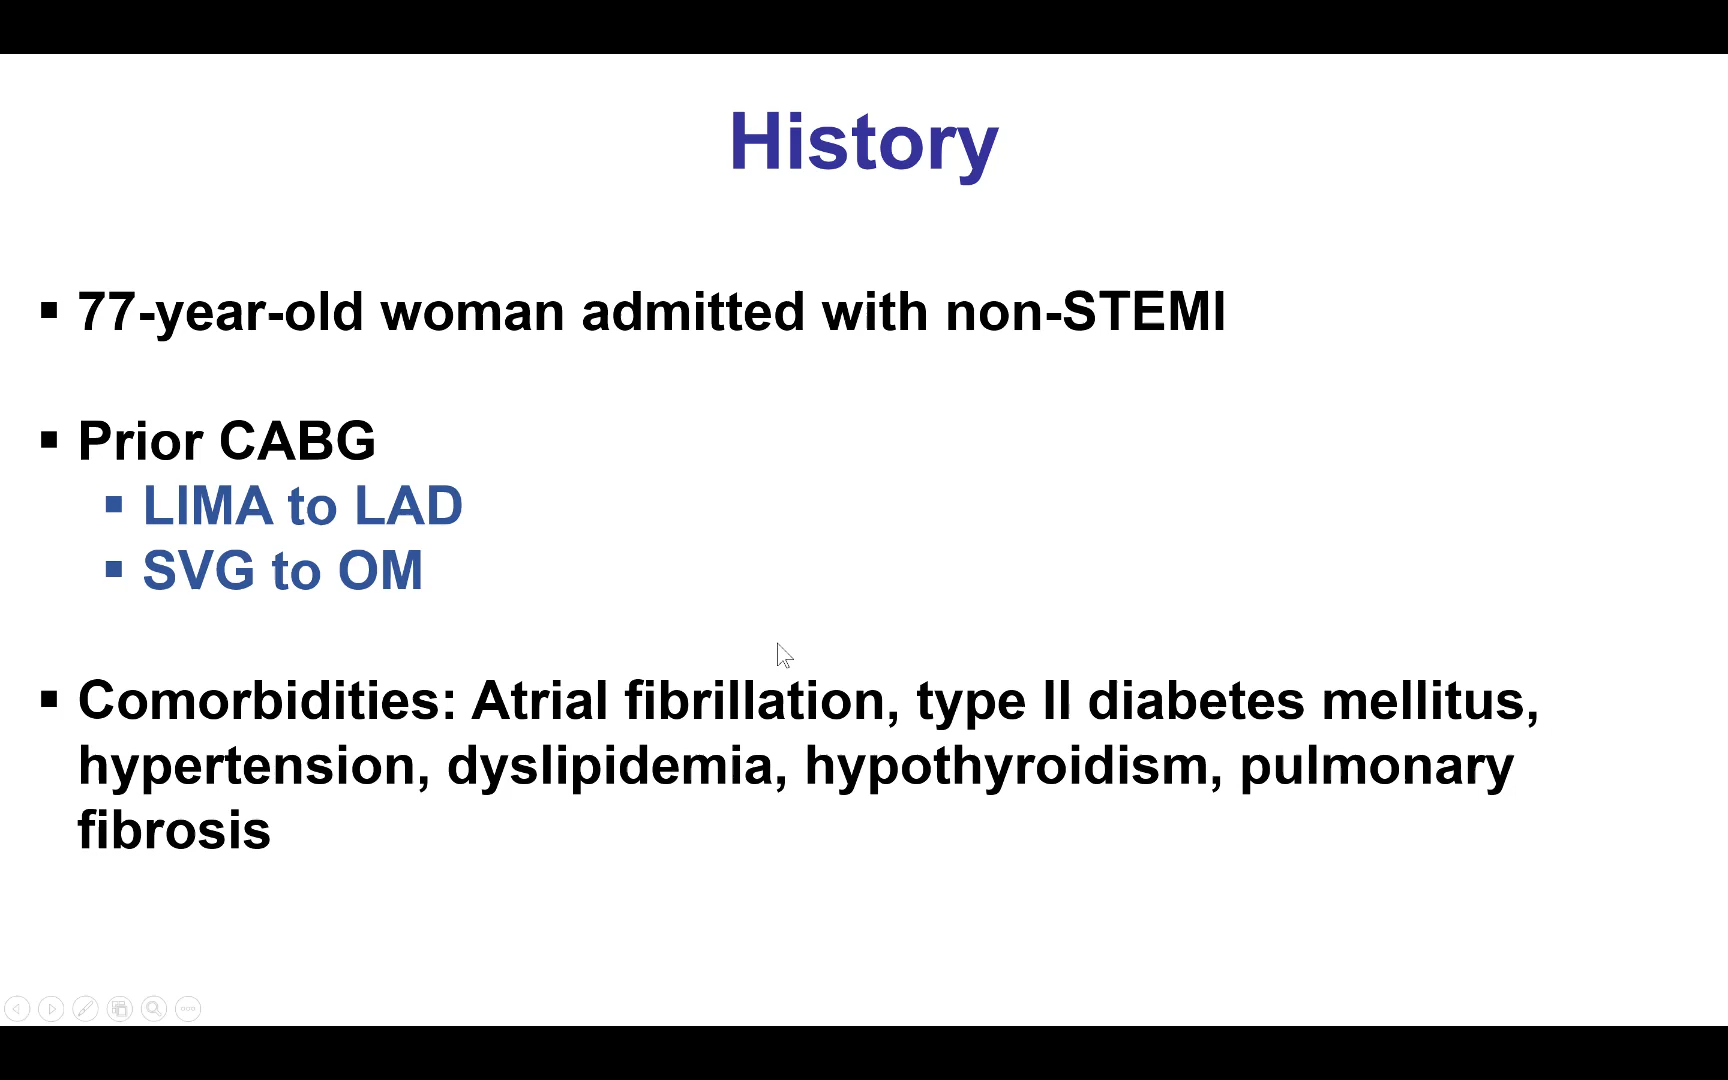 History
▪ 77-year-old woman admitted with non-STEMI
▪ Prior CABG
▪ LIMA to LAD
▪ SVG to OM
▪ Comorbidities: Atrial fibrillation, type II diabetes mellitus,
hypertension, dyslipidemia, hypothyroidism, pulmonary
fibrosis